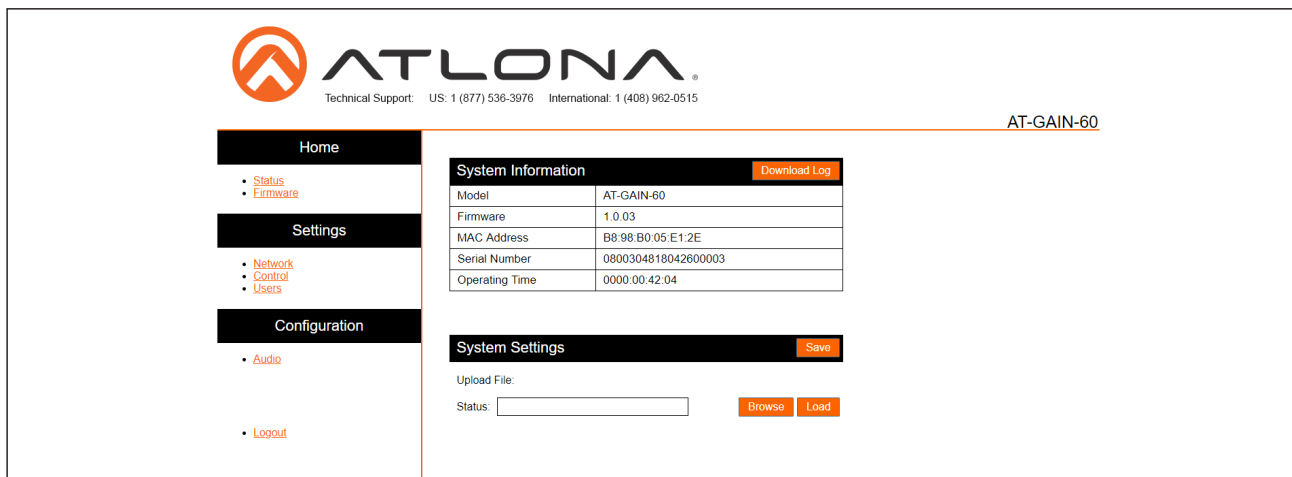 ATLONA®
Technical Support: US: 1 (877) 536-3976 International: 1 (408) 962-0515
AT-GAIN-60
Home
• Status
• Firmware
Settings
• Network
• Control
• Users
Configuration
• Audio
• Logout
System Information Download Log
Model AT-GAIN-60
Firmware 1.0.03
MAC Address B8:98:B0:05:E1:2E
Serial Number 0800304818042600003
Operating Time 0000:00:42:04
System Settings Save
Upload File:
Status: Browse Load